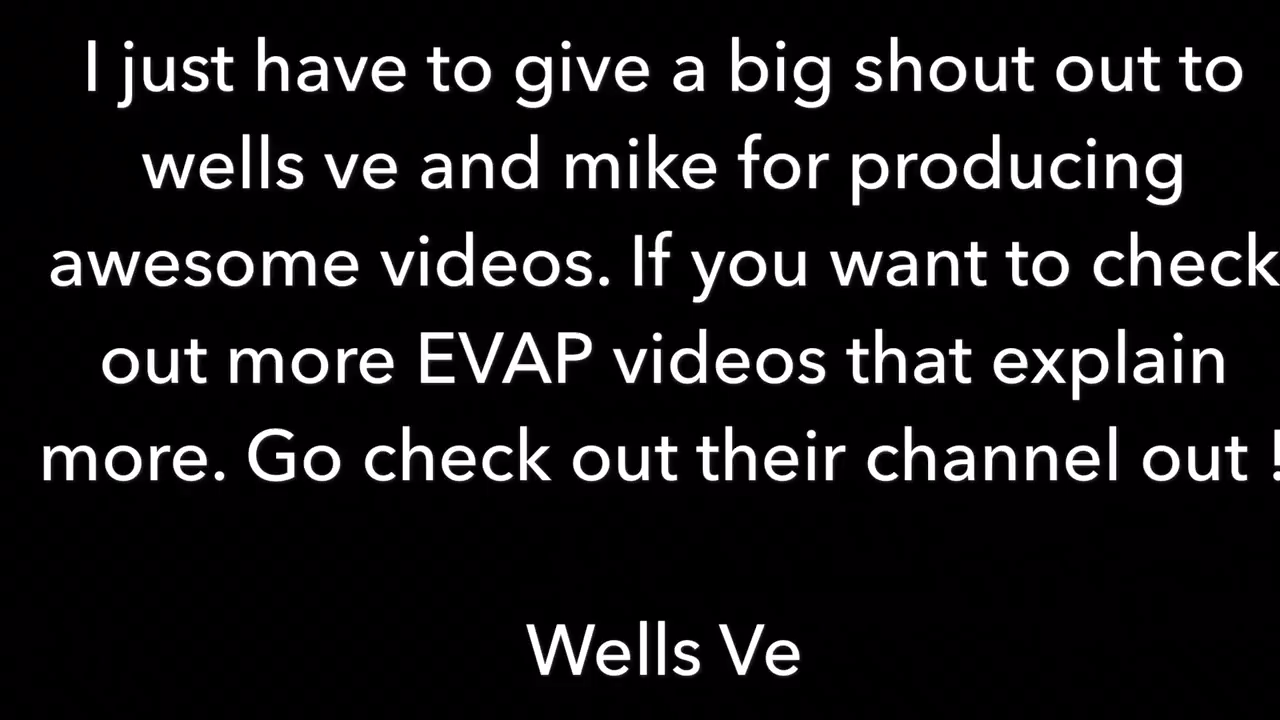 I just have to give a big shout out to
wells ve and mike for producing
awesome videos. If you want to check
out more EVAP videos that explain
more. Go check out their channel out !
Wells Ve